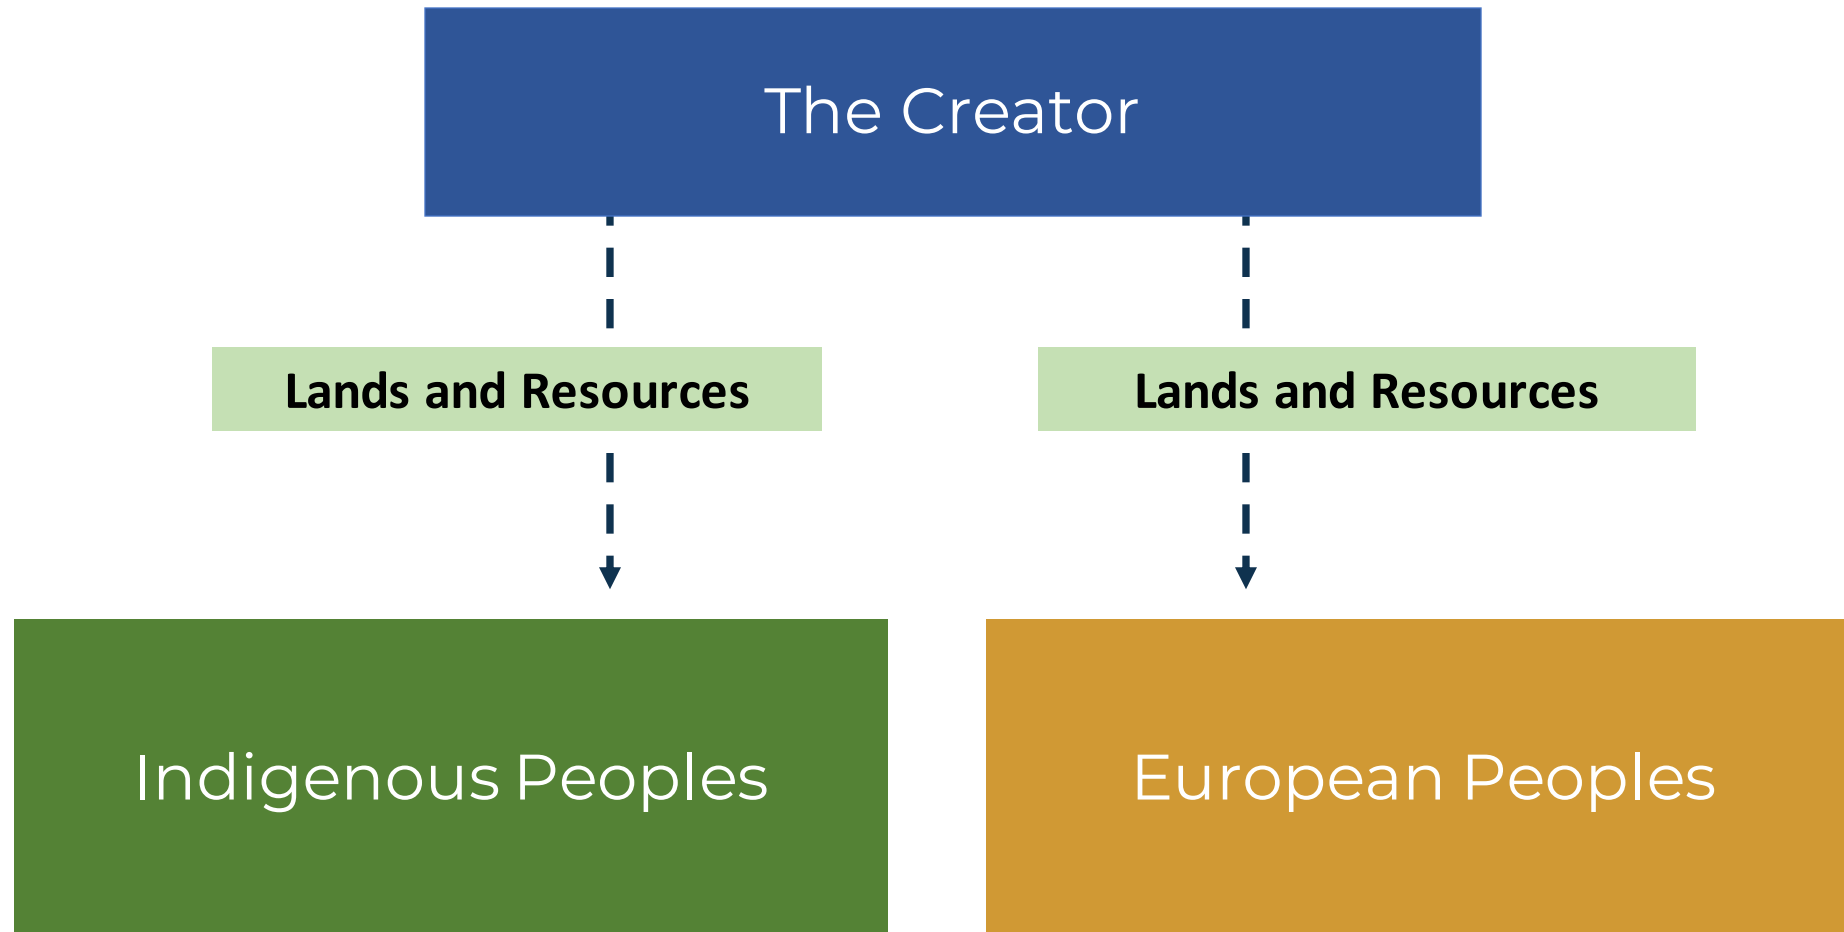 The Creator
Lands and Resources
Lands and Resources
Indigenous Peoples
European Peoples